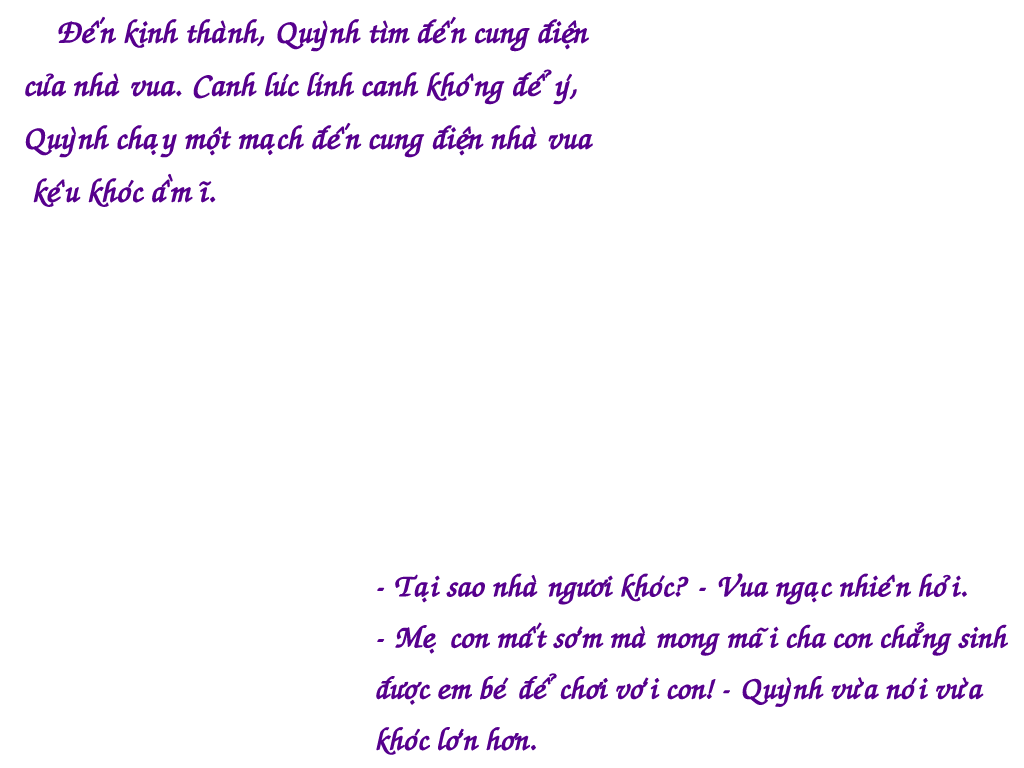 Đến kinh thành, Quỳnh tìm đến cung điện
của nhà vua. Canh lúc lính canh không để ý,
Quỳnh chạy một mạch đến cung điện nhà vua
kêu khóc ầm ĩ.
- Tại sao nhà ngươi khóc? - Vua ngạc nhiên hỏi.
- Mẹ con mất sớm mà mong mãi cha con chẳng sinh
được em bé để chơi với con! - Quỳnh vừa nói vừa
khóc lớn hơn.